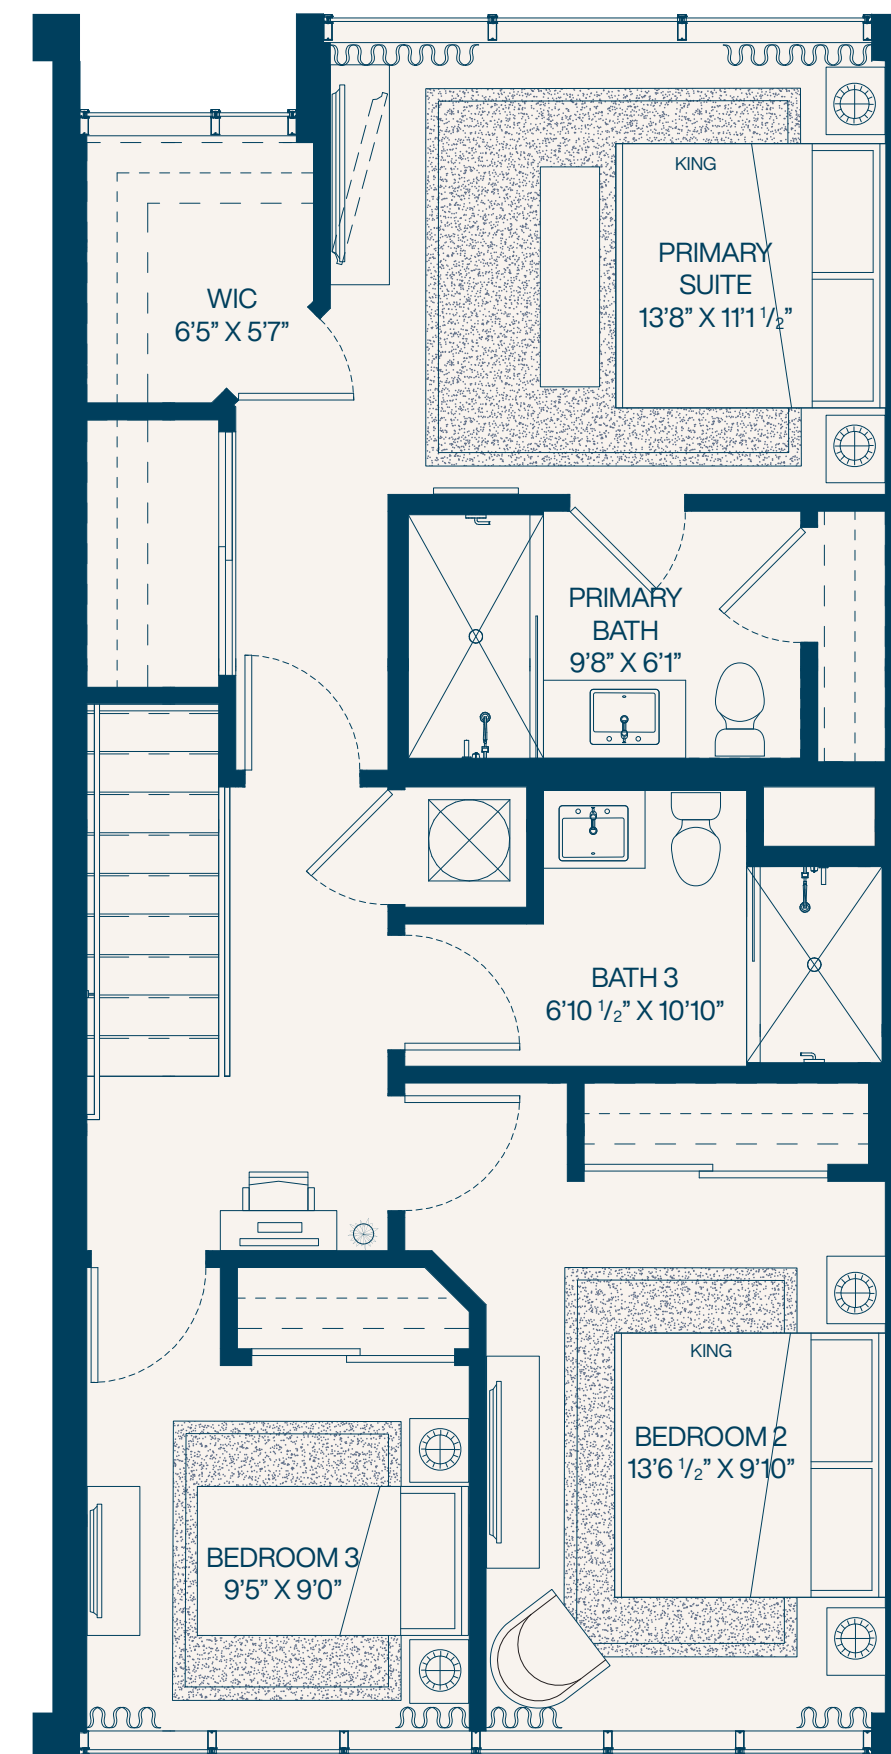 KING
PRIMARY
SUITE
13’8” X 11’1 1/2”
WIC
6’5” X 5’7”
PRIMARY
BATH
9’8” X 6’1”
BATH 3
6’10 1/2” X 10’10”
KING
BEDROOM 2
13’6 1/2” X 9’10”
BEDROOM 3
9’5” X 9’0”